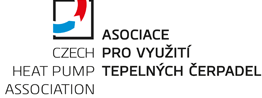 ASOCIACE
CZECH PRO VYUŽITÍ
HEAT PUMP TEPELNÝCH ČERPADEL
ASSOCIATION